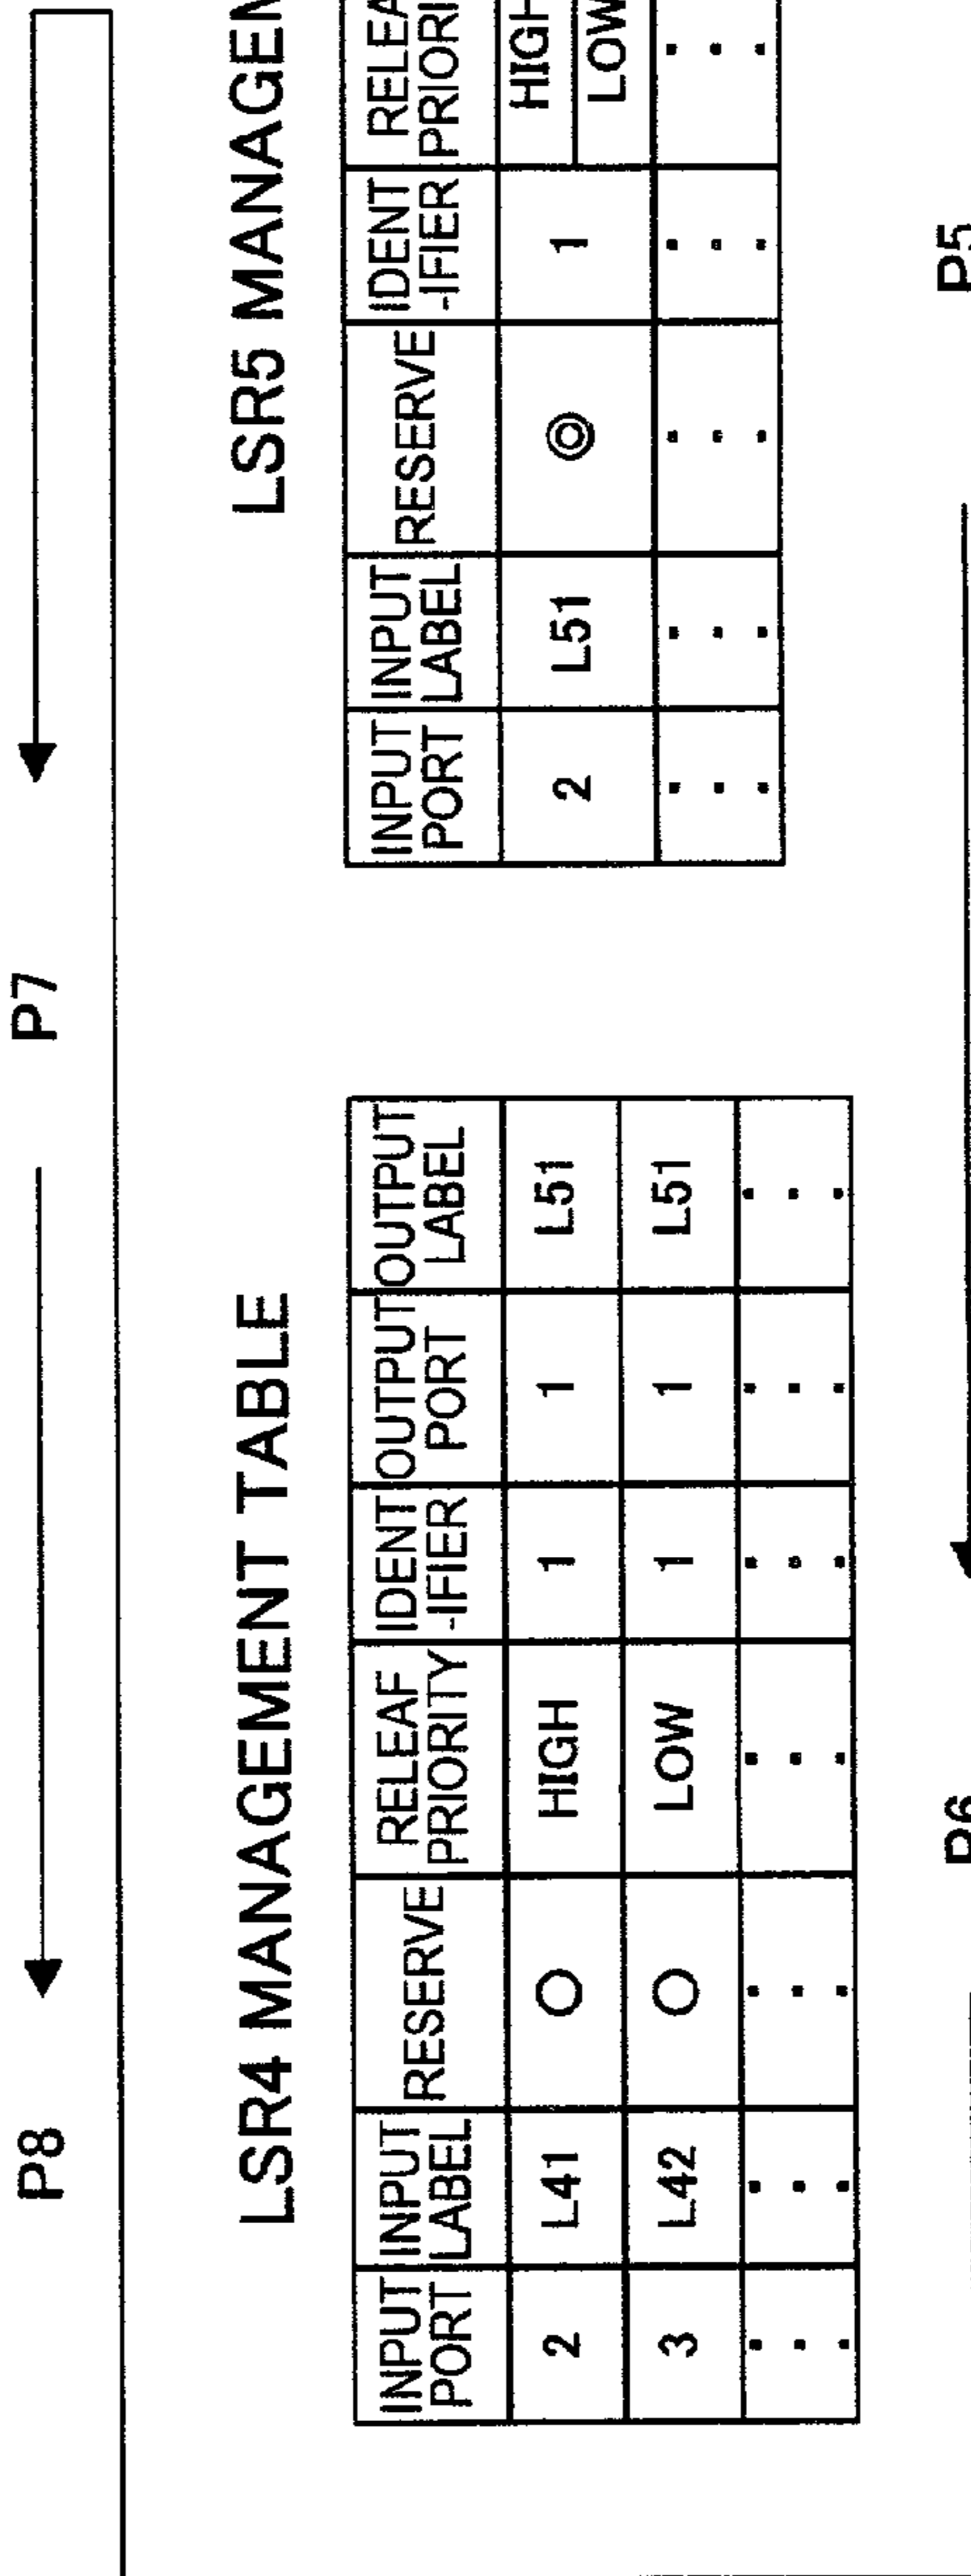 P8 P7
LSR4 MANAGEMENT TABLE
INPUT PORT INPUT LABEL RESERVE RELEAF PRIORITY IDENT-IFIER OUTPUT PORT OUTPUT LABEL
2 L41 ○ HIGH 1 1 L51
3 L42 ○ LOW 1 1 L51
LSR5 MANAGEM
INPUT PORT INPUT LABEL RESERVE IDENT-IFIER RELEA PRIORI
2 L51 ◎ 1 HIGH
LOW
P6 P5